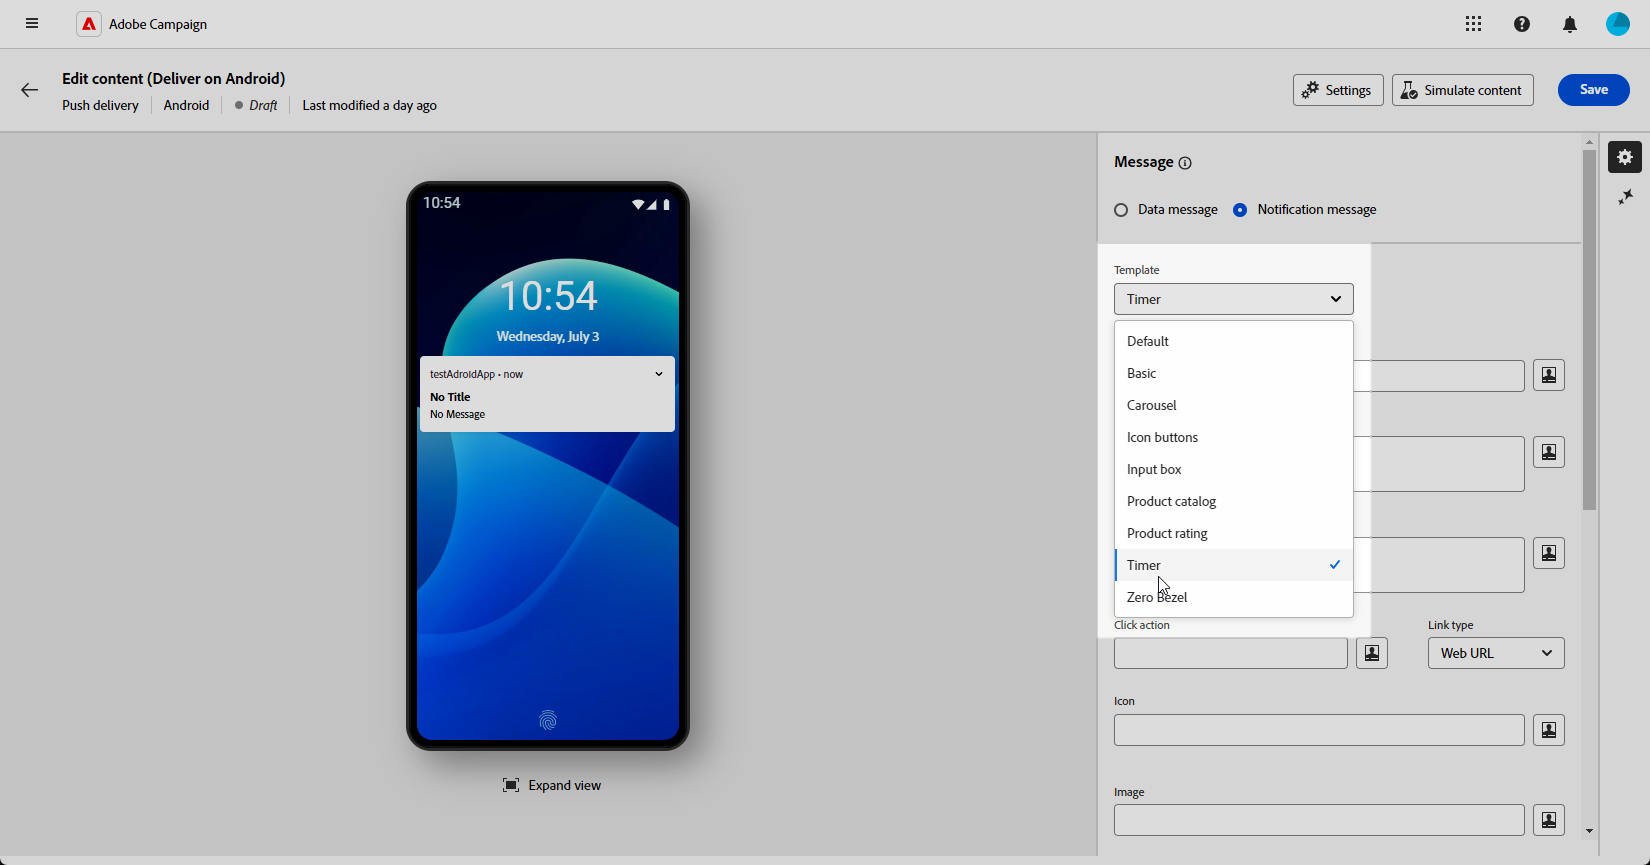 Adobe Campaign
Edit content (Deliver on Android)
Push delivery
Android
Draft
Last modified a day ago
Settings
Simulate content
Save
10:54
10:54
Wednesday, July 3
testAdroidApp • now
No Title
No Message
Expand view
Message
Data message
Notification message
Template
Timer
Default
Basic
Carousel
Icon buttons
Input box
Product catalog
Product rating
Timer
Zero Bezel
Click action
Link type
Web URL
Icon
Image